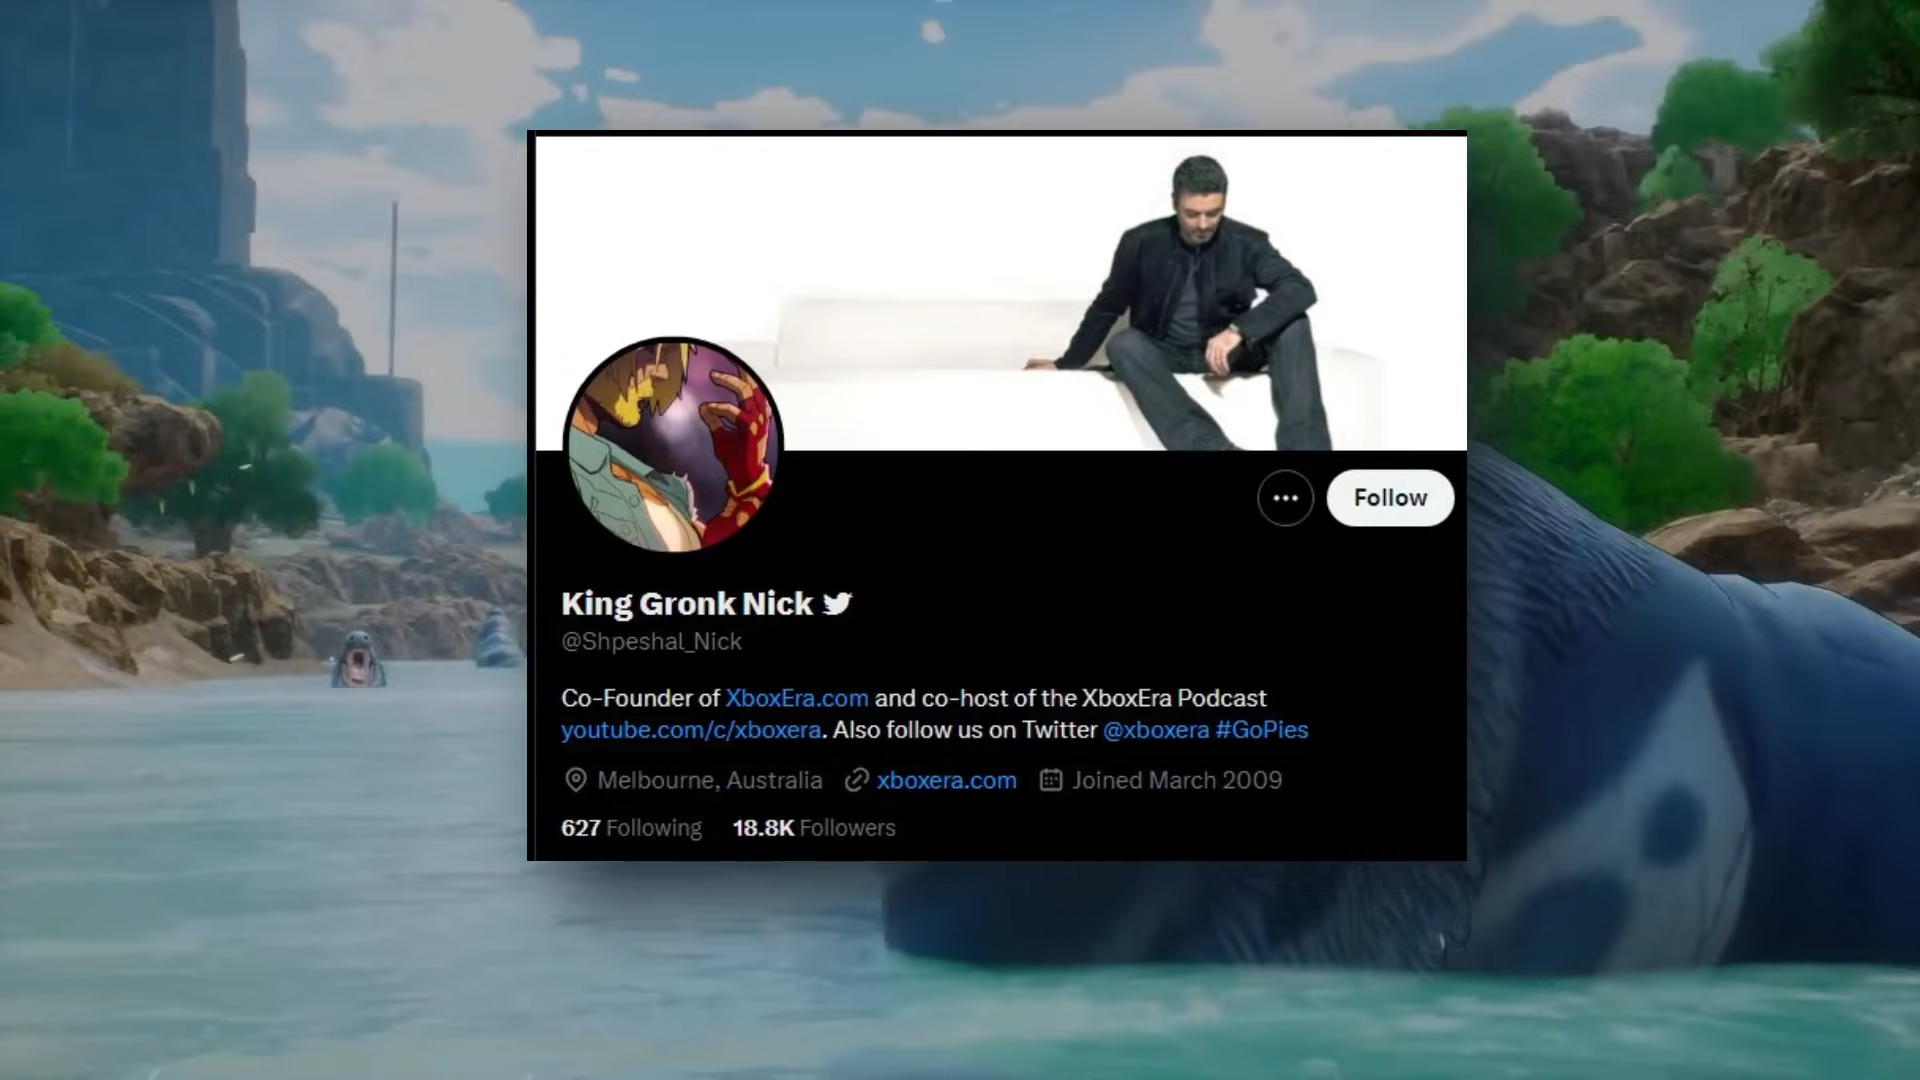 Follow
King Gronk Nick
@Shpeshal_Nick
Co-Founder of XboxEra.com and co-host of the XboxEra Podcast
youtube.com/c/xboxera. Also follow us on Twitter @xboxera #GoPies
Melbourne, Australia xboxera.com Joined March 2009
627 Following 18.8K Followers